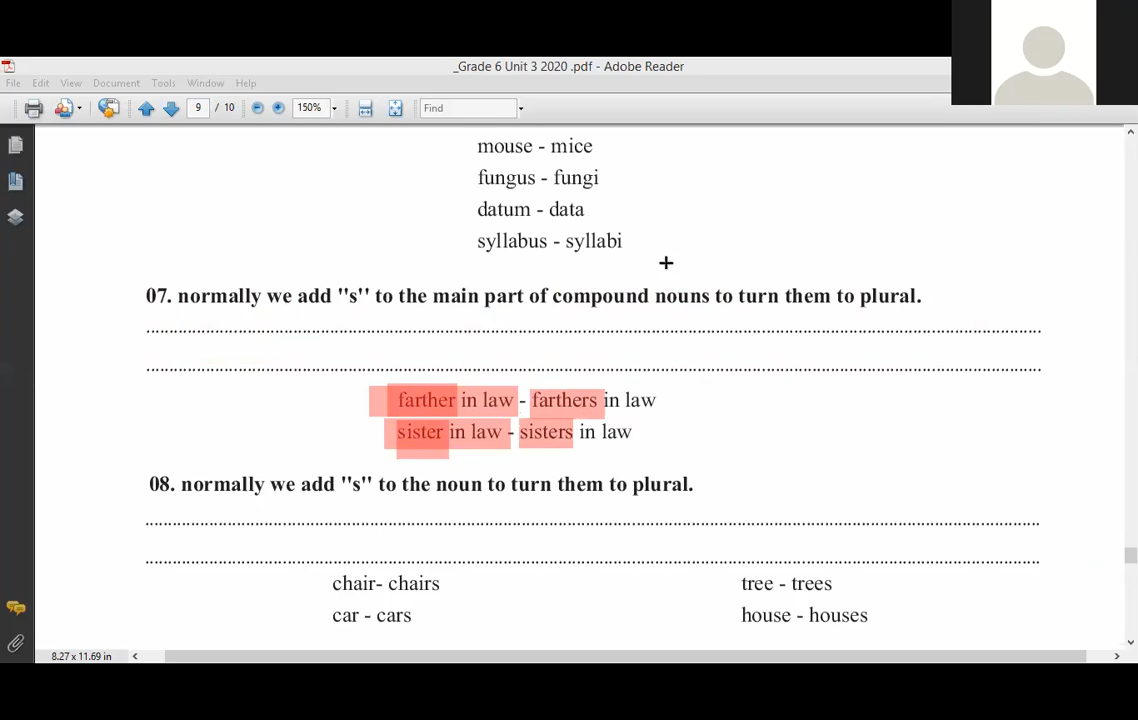 _Grade 6 Unit 3 2020 .pdf - Adobe Reader
File Edit View Document Tools Window Help
9 / 10 150% Find
mouse - mice
fungus - fungi
datum - data
syllabus - syllabi
07. normally we add "s" to the main part of compound nouns to turn them to plural.
farther in law - farthers in law
sister in law - sisters in law
08. normally we add "s" to the noun to turn them to plural.
chair- chairs tree - trees
car - cars house - houses
8.27 x 11.69 in